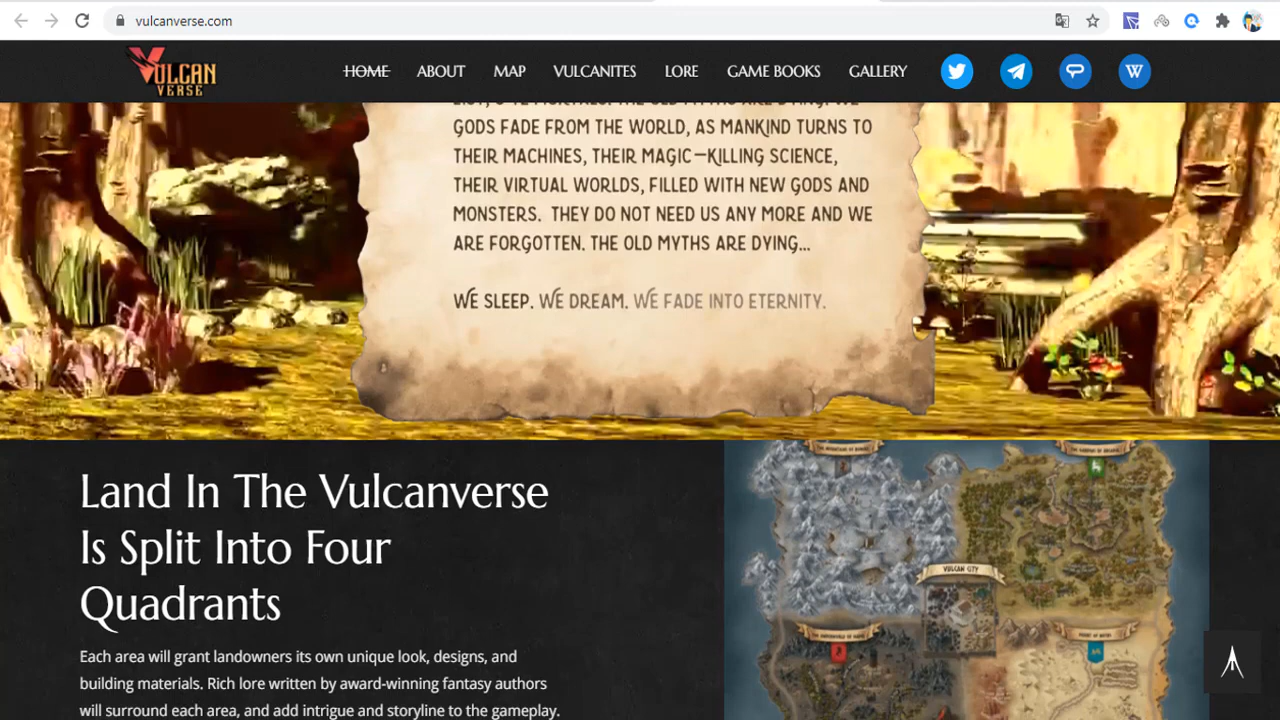 vulcanverse.com
VULCAN
VERSE
HOME
ABOUT
MAP
VULCANITES
LORE
GAME BOOKS
GALLERY
W
GODS FADE FROM THE WORLD, AS MANKIND TURNS TO
THEIR MACHINES, THEIR MAGIC–KILLING SCIENCE,
THEIR VIRTUAL WORLDS, FILLED WITH NEW GODS AND
MONSTERS. THEY DO NOT NEED US ANY MORE AND WE
ARE FORGOTTEN. THE OLD MYTHS ARE DYING...
WE SLEEP. WE DREAM. WE FADE INTO ETERNITY.
Land In The Vulcanverse
Is Split Into Four
Quadrants
VULCAN CITY
Each area will grant landowners its own unique look, designs, and
building materials. Rich lore written by award-winning fantasy authors
will surround each area, and add intrigue and storyline to the gameplay.